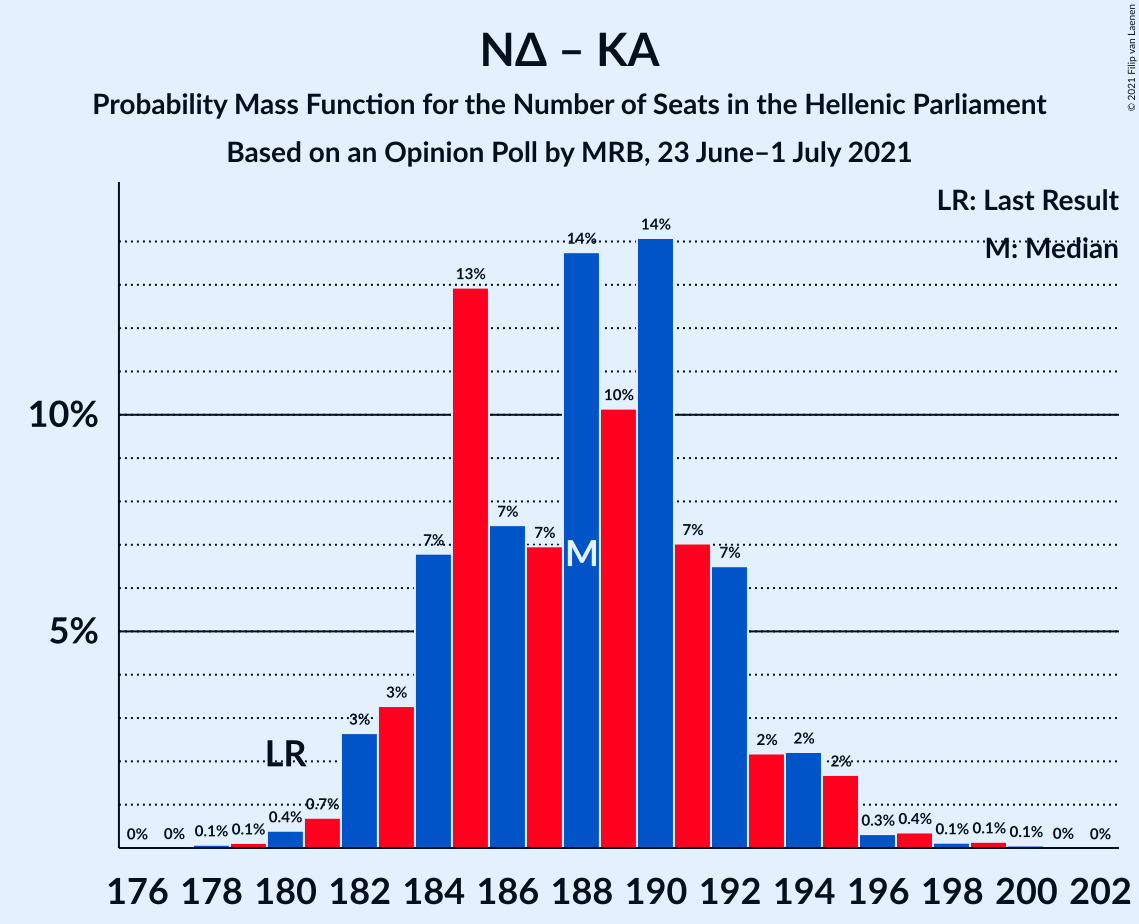 © 2021 Filip van Laenen
ΝΔ – ΚΑ
Probability Mass Function for the Number of Seats in the Hellenic Parliament
Based on an Opinion Poll by MRB, 23 June–1 July 2021
LR: Last Result
M: Median
10%
5%
0% 0% 0.1% 0.1% 0.4% 0.7% 3% 3% 7% 13% 7% 7% 14% 10% 14% 7% 7% 2% 2% 2% 0.3% 0.4% 0.1% 0.1% 0.1% 0% 0%
LR
M
176 178 180 182 184 186 188 190 192 194 196 198 200 202